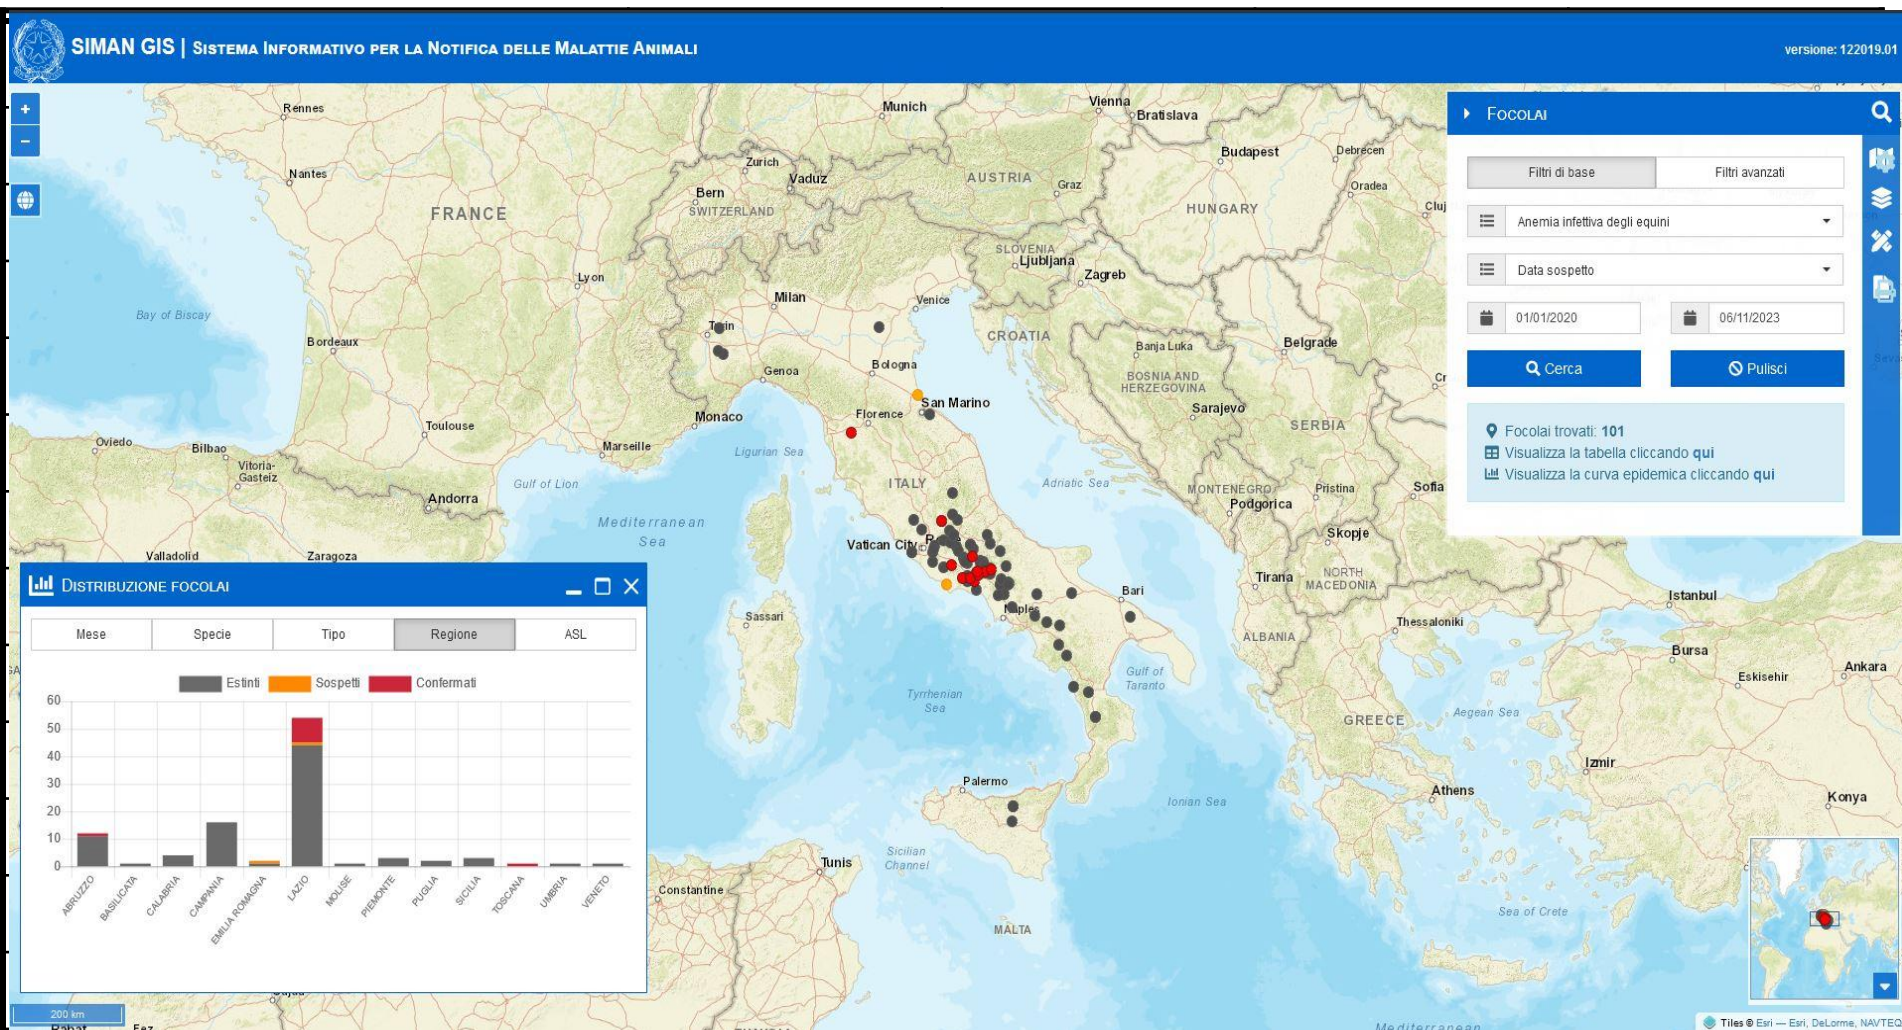 SIMAN GIS | SISTEMA INFORMATIVO PER LA NOTIFICA DELLE MALATTIE ANIMALI
versione: 122019.01
+
−
FOCOLAI
Filtri di base
Filtri avanzati
Anemia infettiva degli equini
Data sospetto
01/01/2020
06/11/2023
Cerca
Pulisci
Focolai trovati: 101
Visualizza la tabella cliccando qui
Visualizza la curva epidemica cliccando qui
Rennes
Munich
Vienna
Bratislava
Nantes
Zurich
Vaduz
Budapest
Debrecen
AUSTRIA
Graz
Oradea
Bern
SWITZERLAND
FRANCE
HUNGARY
Cluj
SLOVENIA
Ljubljana
Zagreb
Lyon
Milan
Venice
Bay of Biscay
Bordeaux
CROATIA
Banja Luka
Belgrade
Bologna
Genoa
BOSNIA AND
HERZEGOVINA
San Marino
Florence
Monaco
Sarajevo
Toulouse
SERBIA
Oviedo
Bilbao
Marseille
Ligurian Sea
Vitoria-
Gasteiz
Gulf of Lion
ITALY
Adriatic Sea
MONTENEGRO
Pristina
Sofia
Andorra
Podgorica
Mediterranean
Sea
Skopje
Valladolid
Zaragoza
Vatican City
Tirana
NORTH
MACEDONIA
Bari
Istanbul
Naples
Sassari
Thessaloniki
ALBANIA
Bursa
Ankara
Gulf of
Taranto
Eskisehir
Tyrrhenian
Sea
GREECE
Aegean Sea
Izmir
Palermo
Athens
Ionian Sea
Konya
Sicilian
Channel
Tunis
Constantine
Sea of Crete
MALTA
DISTRIBUZIONE FOCOLAI
Mese
Specie
Tipo
Regione
ASL
Estinti
Sospetti
Confermati
60
50
40
30
20
10
0
ABRUZZO
BASILICATA
CALABRIA
CAMPANIA
EMILIA ROMAGNA
LAZIO
MOLISE
PIEMONTE
PUGLIA
SICILIA
TOSCANA
UMBRIA
VENETO
200 km
Rabat
Fez
Mediterranean
Tiles © Esri — Esri, DeLorme, NAVTEQ